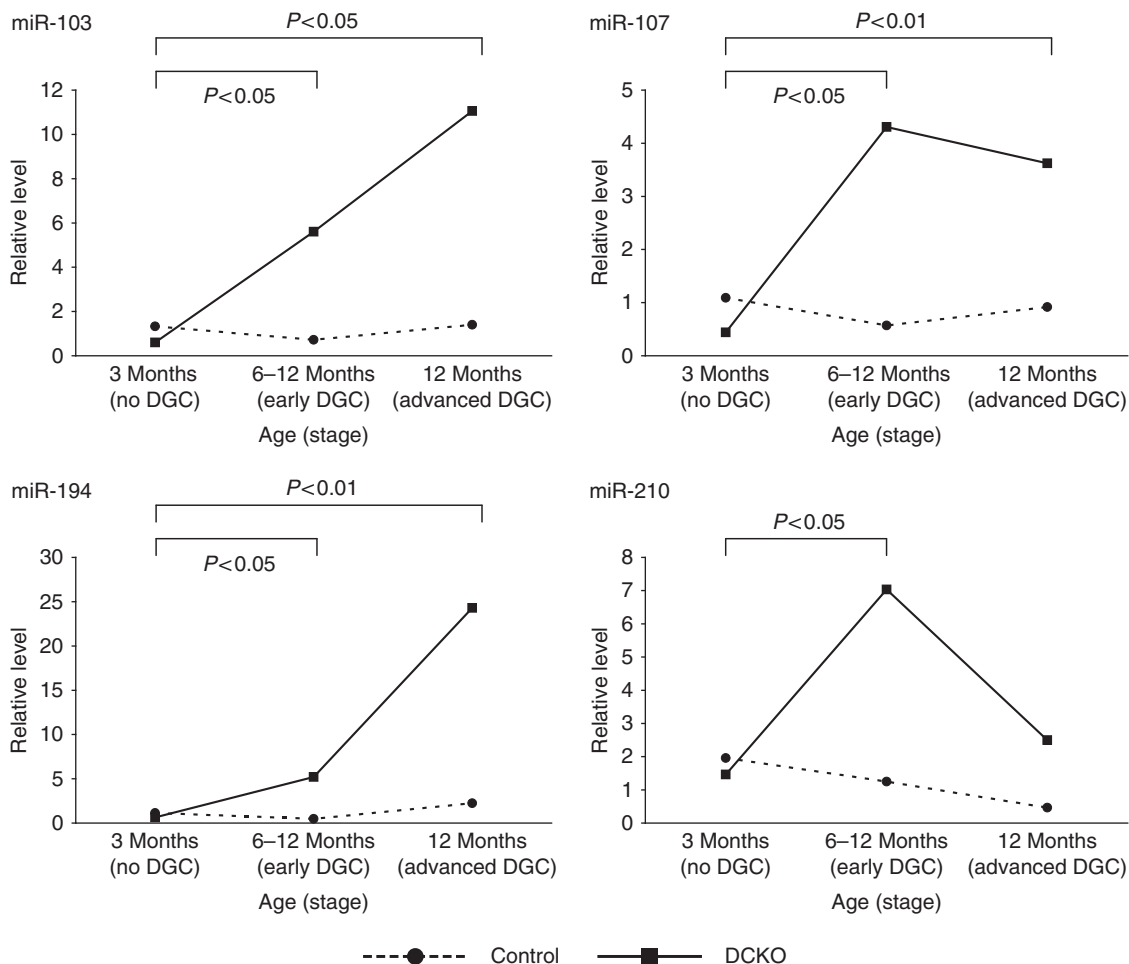 miR-103
P<0.05
P<0.05
12
10
8
6
4
2
0
Relative level
3 Months
(no DGC)
6–12 Months
(early DGC)
12 Months
(advanced DGC)
Age (stage)
miR-107
P<0.01
P<0.05
5
4
3
2
1
0
Relative level
3 Months
(no DGC)
6–12 Months
(early DGC)
12 Months
(advanced DGC)
Age (stage)
miR-194
P<0.01
P<0.05
30
25
20
15
10
5
0
Relative level
3 Months
(no DGC)
6–12 Months
(early DGC)
12 Months
(advanced DGC)
Age (stage)
miR-210
P<0.05
8
7
6
5
4
3
2
1
0
Relative level
3 Months
(no DGC)
6–12 Months
(early DGC)
12 Months
(advanced DGC)
Age (stage)
Control
DCKO